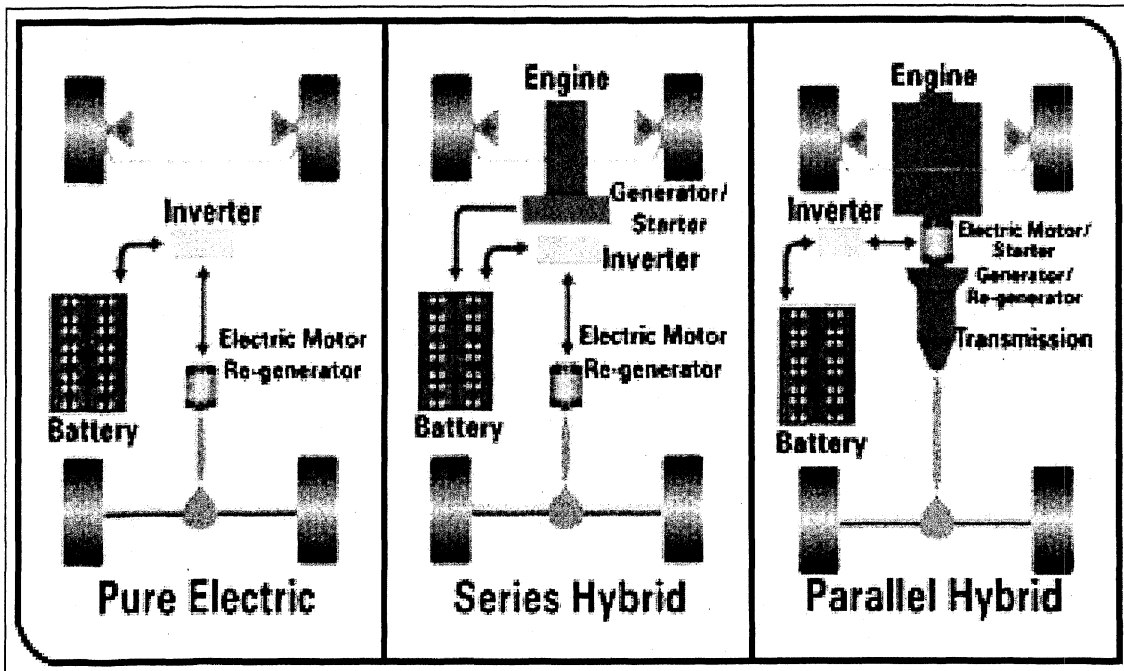 Inverter
Electric Motor
Re-generator
Battery
Pure Electric
Engine
Generator/
Starter
Inverter
Electric Motor
Re-generator
Battery
Series Hybrid
Engine
Inverter
Electric Motor/
Starter
Generator/
Re-generator
Transmission
Battery
Parallel Hybrid